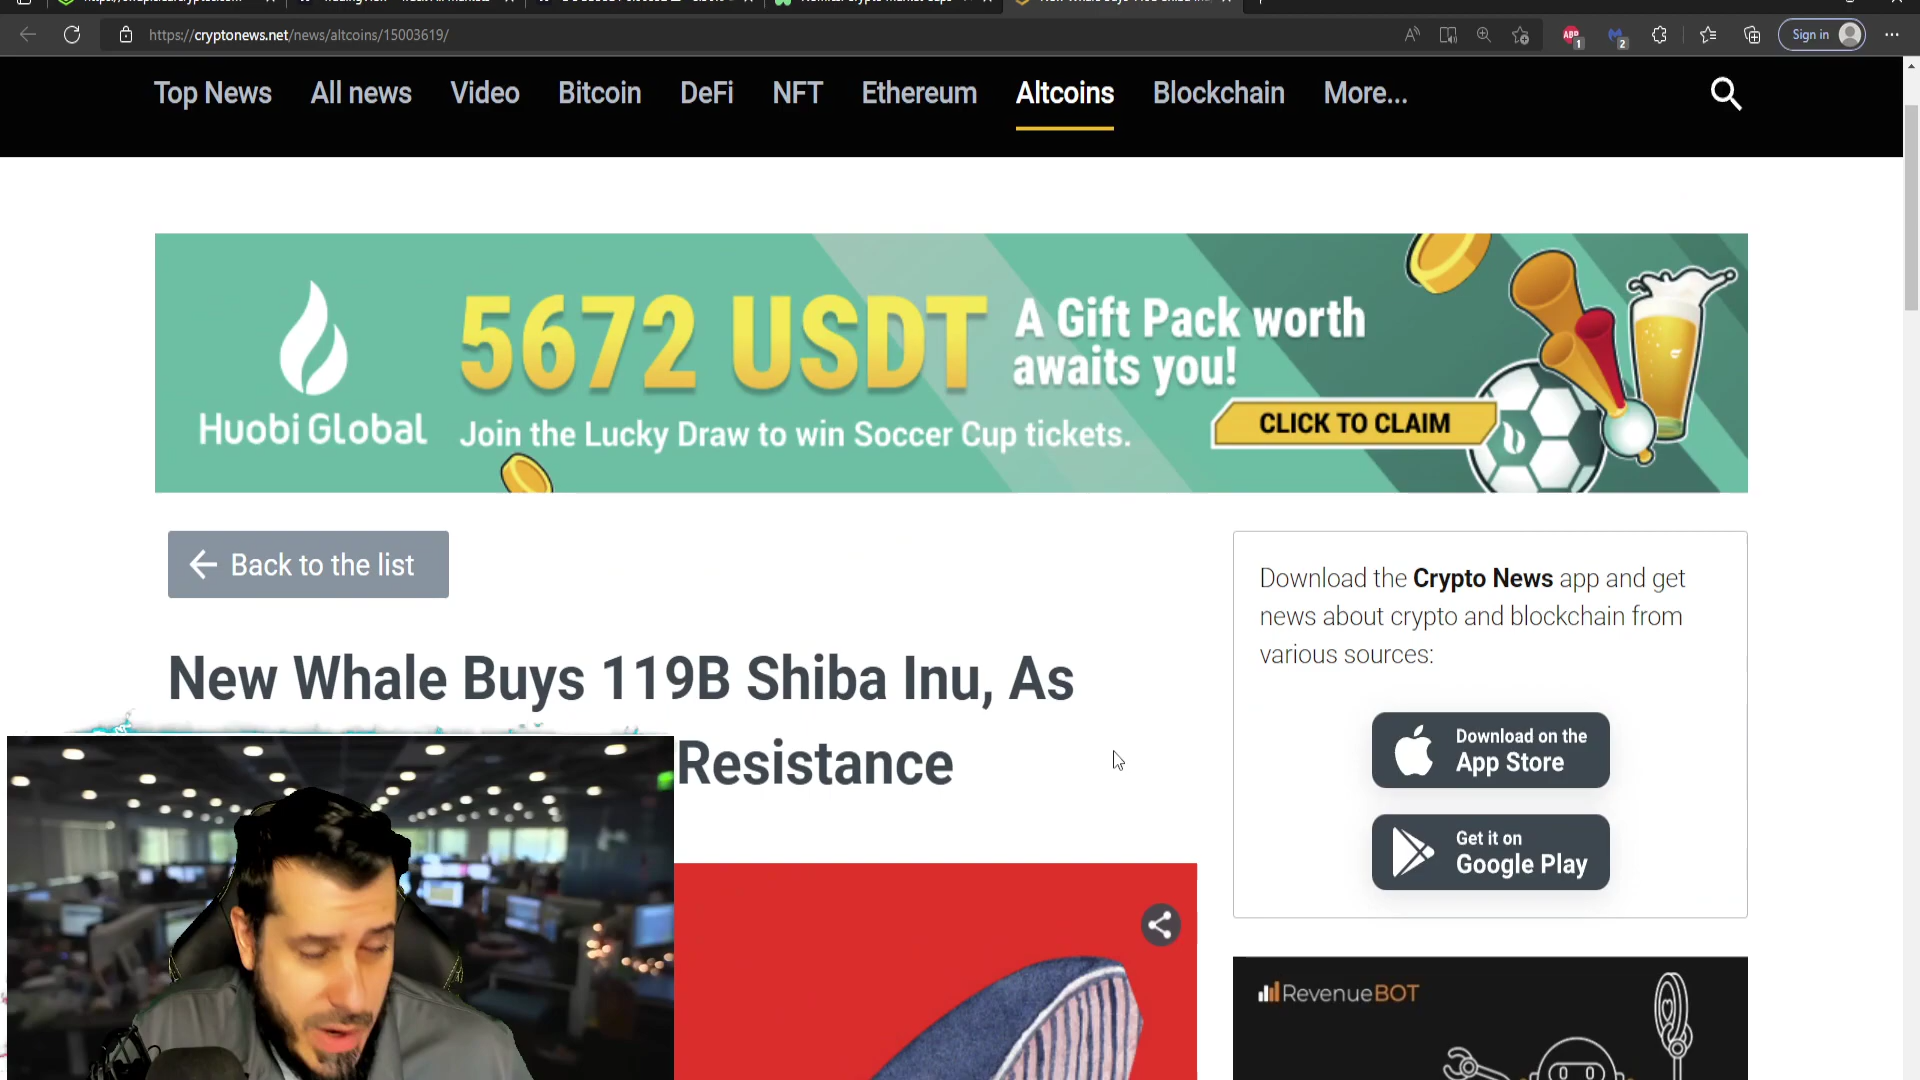 https://cryptonews.net/news/altcoins/15003619/
ABP 1
2
Sign in
Top News
All news
Video
Bitcoin
DeFi
NFT
Ethereum
Altcoins
Blockchain
More...
Huobi Global
5672 USDT
A Gift Pack worth
awaits you!
Join the Lucky Draw to win Soccer Cup tickets.
CLICK TO CLAIM
Back to the list
New Whale Buys 119B Shiba Inu, As
Resistance
Download the Crypto News app and get
news about crypto and blockchain from
various sources:
Download on the
App Store
Get it on
Google Play
RevenueBOT